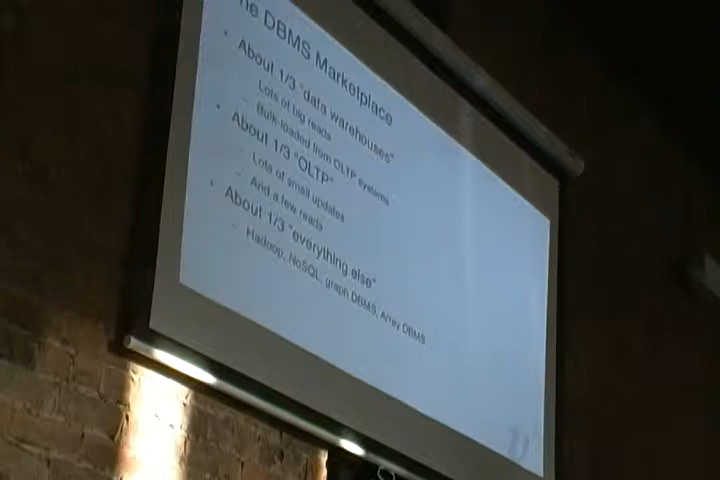 The DBMS Marketplace
• About 1/3 "data warehouses"
– Lots of big reads
– Bulk-loaded from OLTP systems
• About 1/3 "OLTP"
– Lots of small updates
– And a few reads
• About 1/3 "everything else"
– Hadoop, NoSQL, graph DBMS, Array DBMS...